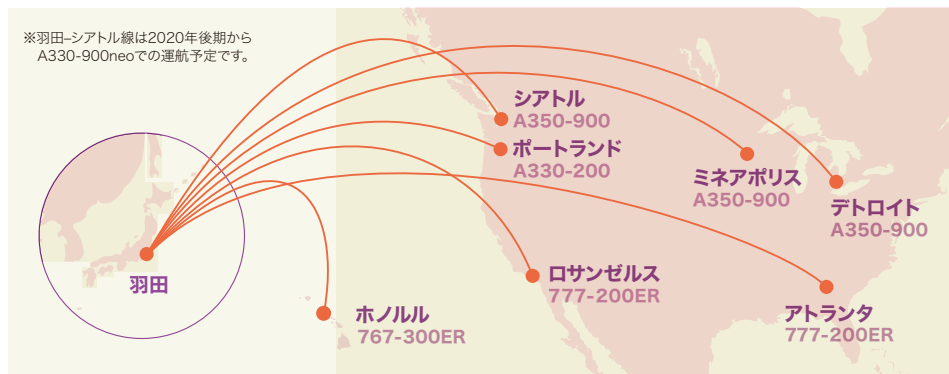 ※羽田–シアトル線は2020年後期から
A330-900neoでの運航予定です。
シアトル
A350-900
ポートランド
A330-200
ミネアポリス
A350-900
デトロイト
A350-900
羽田
ロサンゼルス
777-200ER
ホノルル
767-300ER
アトランタ
777-200ER